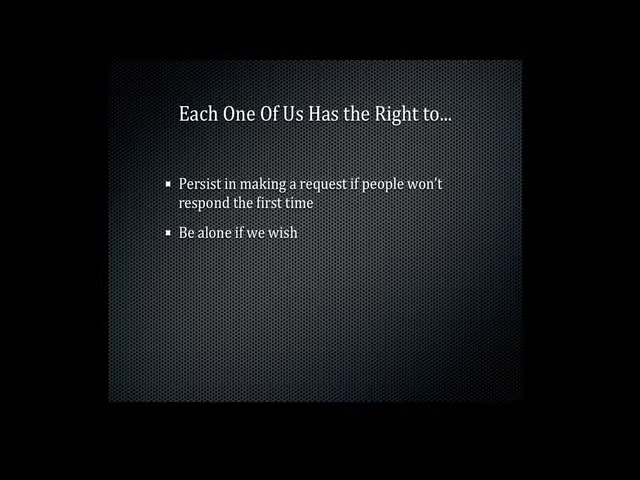 Each One Of Us Has the Right to...
Persist in making a request if people won't
respond the first time
Be alone if we wish